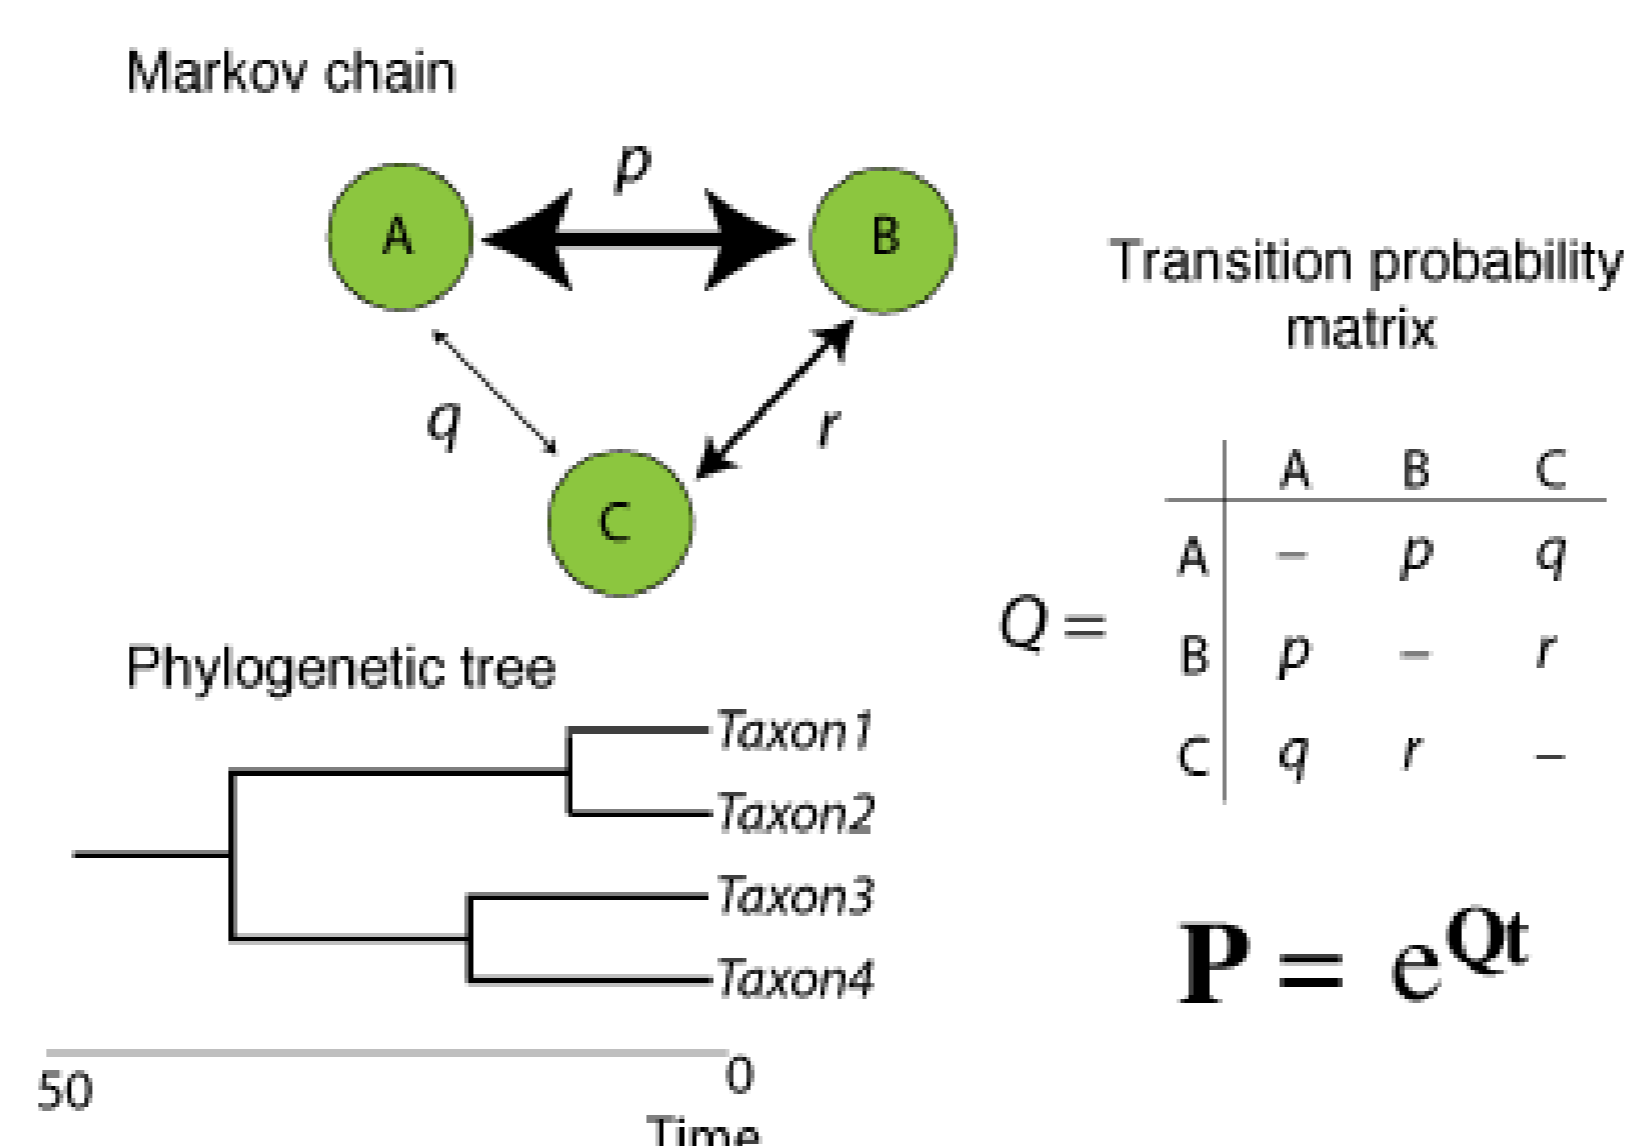 Markov chain
p
A
B
q
r
C
Transition probability
matrix
A B C
A – p q
Q = B p – r
C q r –
P = e^Qt
Phylogenetic tree
Taxon1
Taxon2
Taxon3
Taxon4
50 0
Time